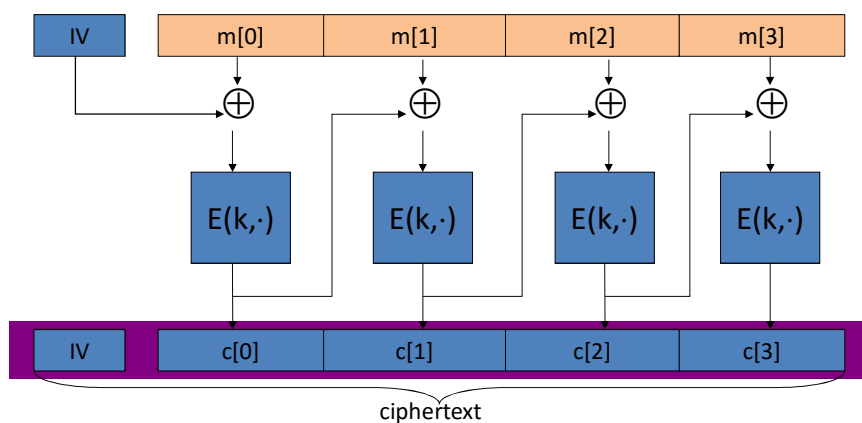 IV m[0] m[1] m[2] m[3]
E(k,·) E(k,·) E(k,·) E(k,·)
IV c[0] c[1] c[2] c[3]
ciphertext